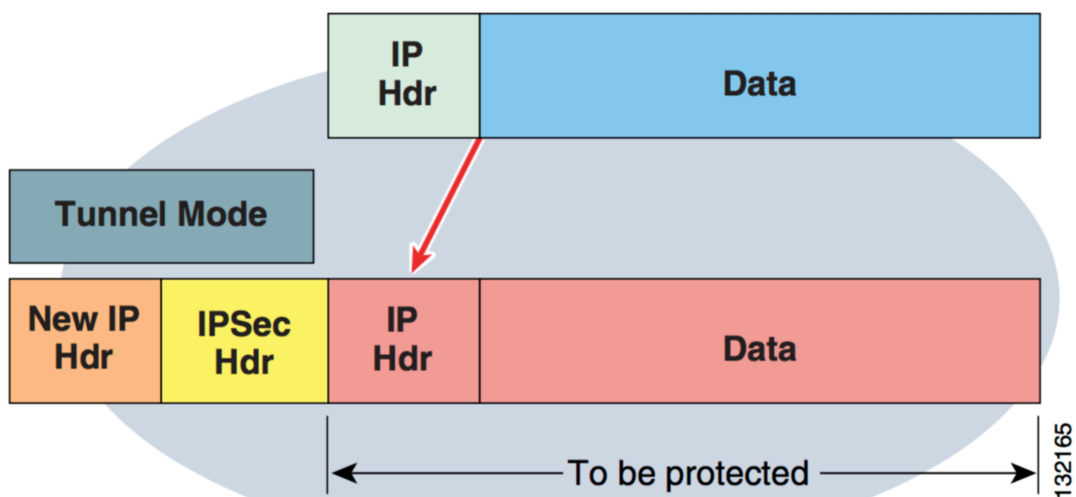 IP
Hdr
Data
Tunnel Mode
New IP
Hdr
IPSec
Hdr
IP
Hdr
Data
To be protected
132165